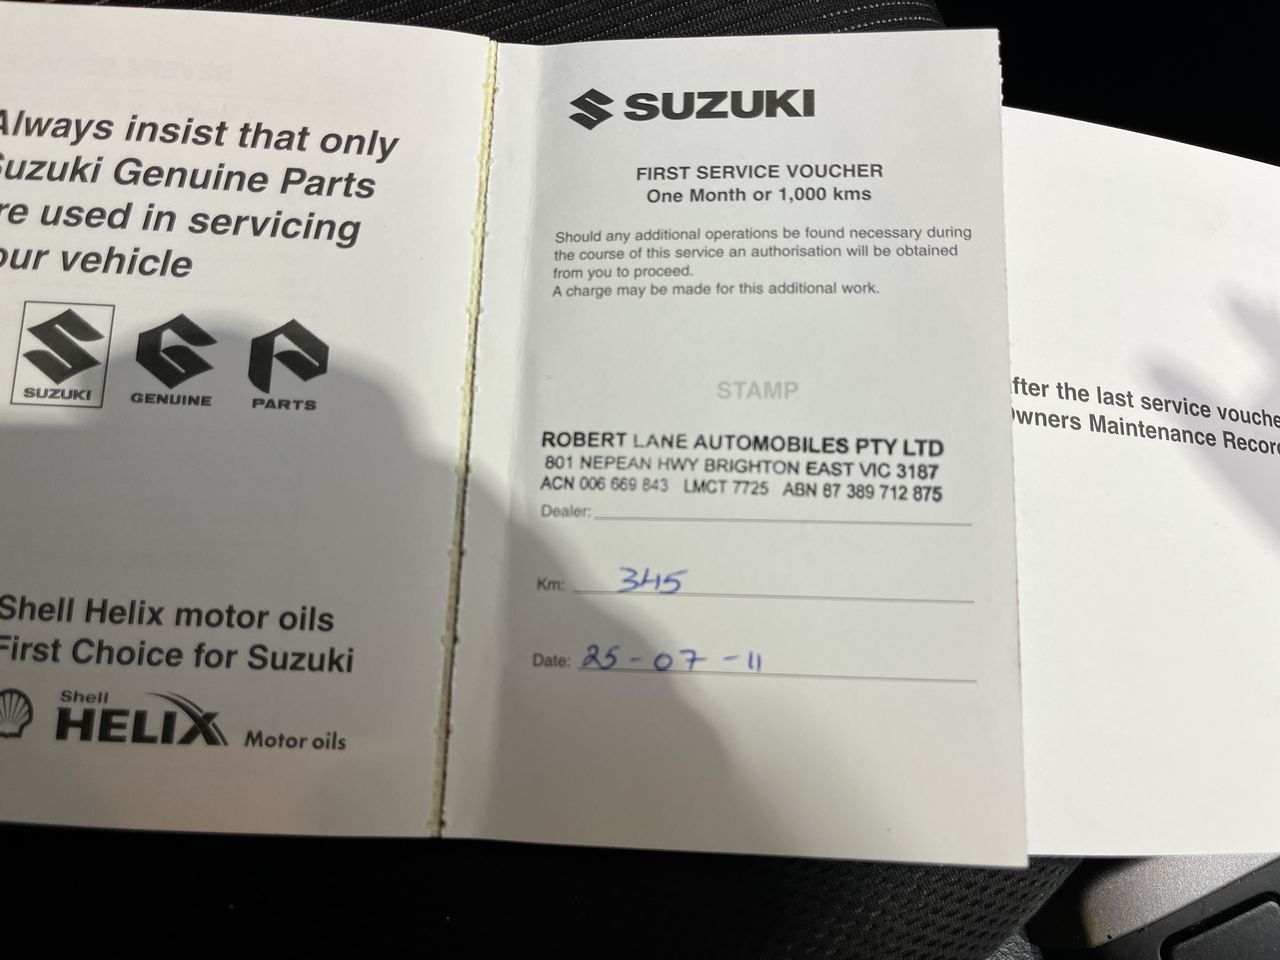 Always insist that only
Suzuki Genuine Parts
re used in servicing
our vehicle
SUZUKI
GENUINE
PARTS
Shell Helix motor oils
First Choice for Suzuki
Shell
HELIX Motor oils
SUZUKI
FIRST SERVICE VOUCHER
One Month or 1,000 kms
Should any additional operations be found necessary during
the course of this service an authorisation will be obtained
from you to proceed.
A charge may be made for this additional work.
STAMP
ROBERT LANE AUTOMOBILES PTY LTD
801 NEPEAN HWY BRIGHTON EAST VIC 3187
ACN 006 669 843 LMCT 7725 ABN 87 389 712 875
Dealer:
Km: 345
Date: 25-07-11
fter the last service vouche
Owners Maintenance Recor